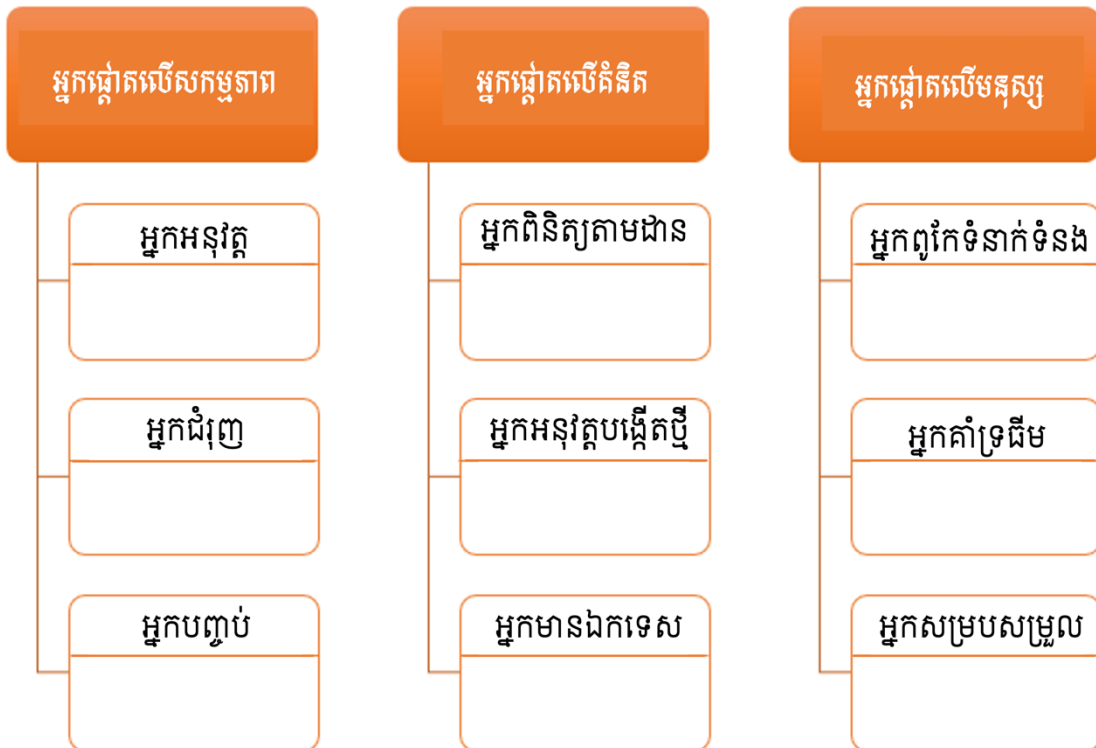 អ្នកផ្តោតលើសកម្មភាព
អ្នកអនុវត្ត
អ្នកជំរុញ
អ្នកបញ្ចប់
អ្នកផ្តោតលើគំនិត
អ្នកពិនិត្យតាមដាន
អ្នកអនុវត្តបង្កើតថ្មី
អ្នកមានឯកទេស
អ្នកផ្តោតលើមនុស្ស
អ្នកពូកែទំនាក់ទំនង
អ្នកគាំទ្រធីម
អ្នកសម្របសម្រួល